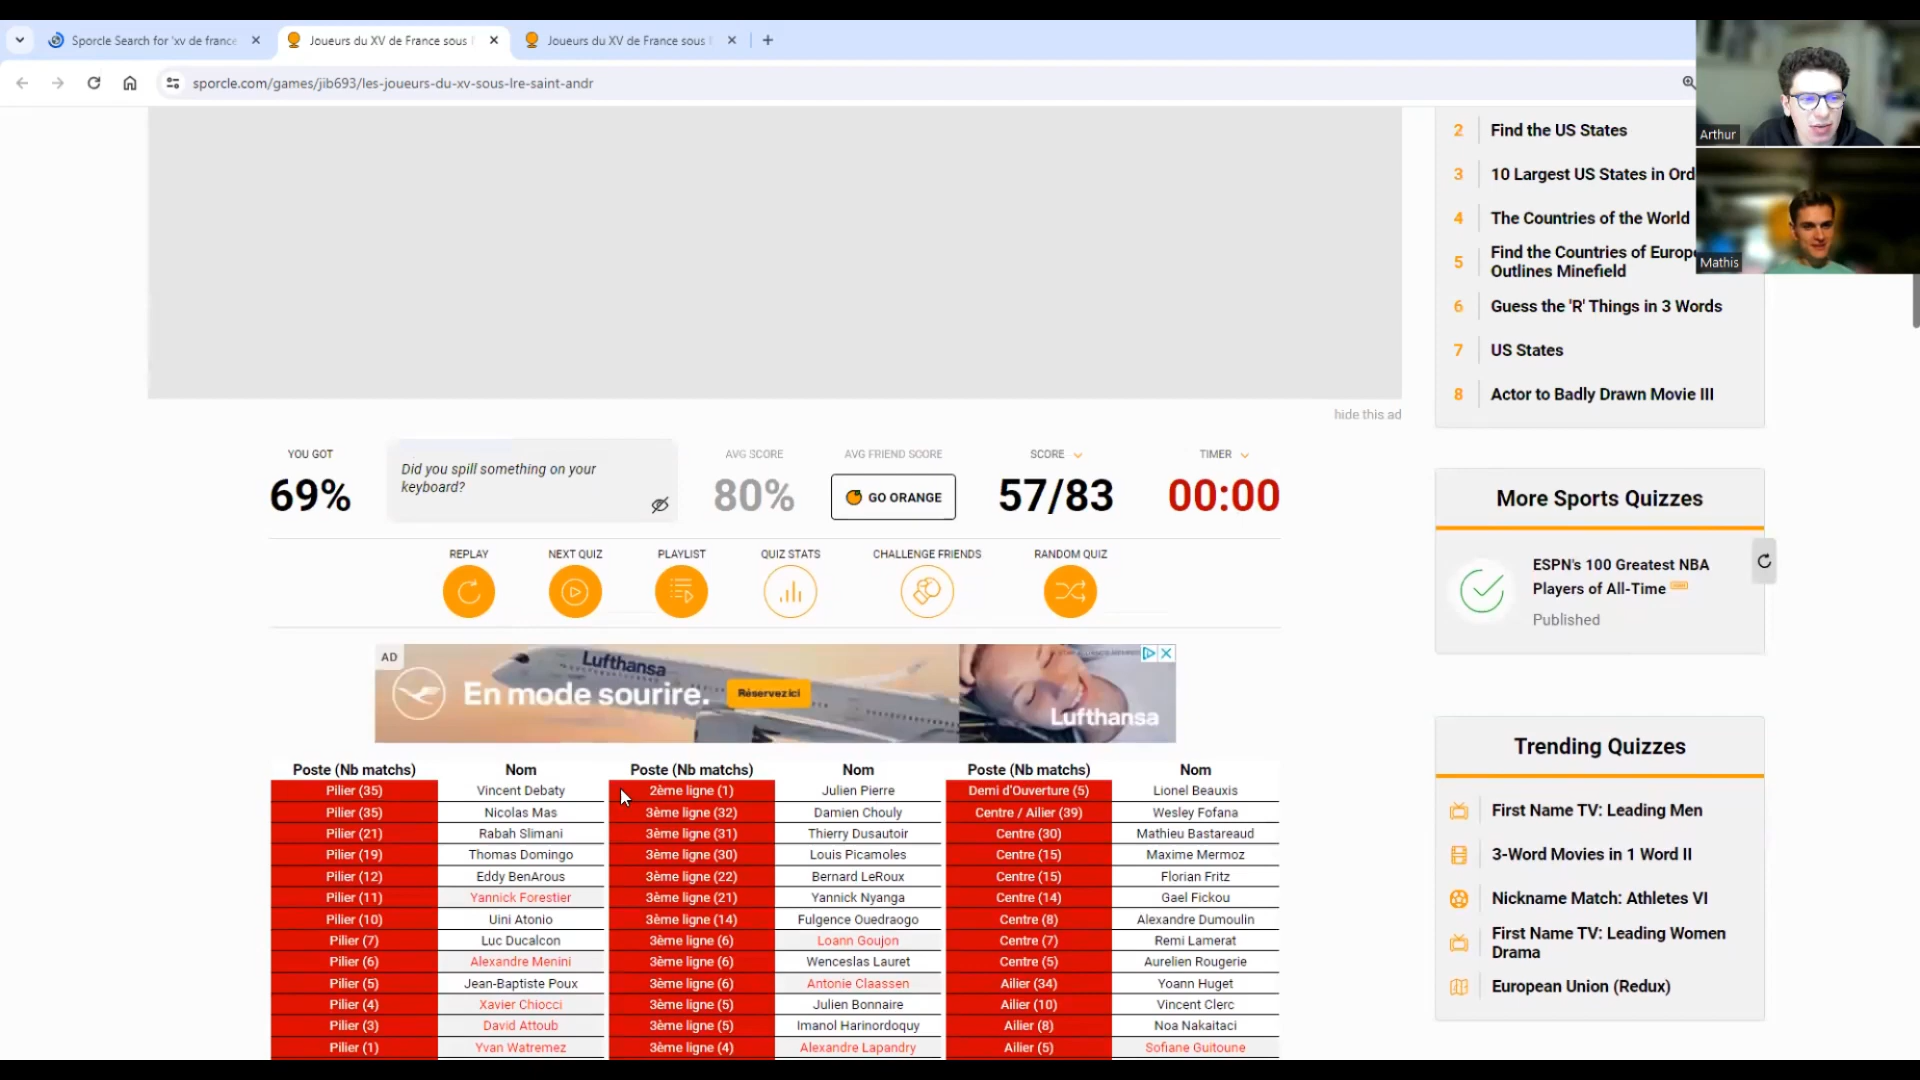 Sporcle Search for 'xv de france
Joueurs du XV de France sous
Joueurs du XV de France sous
sporcle.com/games/jib693/les-joueurs-du-xv-sous-lre-saint-andr
Arthur
Mathis
2 Find the US States
3 10 Largest US States in Ord
4 The Countries of the World
5 Find the Countries of Europe
Outlines Minefield
6 Guess the 'R' Things in 3 Words
7 US States
8 Actor to Badly Drawn Movie III
hide this ad
YOU GOT
69%
Did you spill something on your
keyboard?
AVG SCORE
80%
AVG FRIEND SCORE
GO ORANGE
SCORE
57/83
TIMER
00:00
REPLAY
NEXT QUIZ
PLAYLIST
QUIZ STATS
CHALLENGE FRIENDS
RANDOM QUIZ
AD
Lufthansa
En mode sourire.
Réservez ici
Lufthansa
More Sports Quizzes
ESPN's 100 Greatest NBA
Players of All-Time
Published
Trending Quizzes
First Name TV: Leading Men
3-Word Movies in 1 Word II
Nickname Match: Athletes VI
First Name TV: Leading Women
Drama
European Union (Redux)
Poste (Nb matchs) Nom Poste (Nb matchs) Nom Poste (Nb matchs) Nom
Pilier (35) Vincent Debaty 2ème ligne (1) Julien Pierre Demi d'Ouverture (5) Lionel Beauxis
Pilier (35) Nicolas Mas 3ème ligne (32) Damien Chouly Centre / Ailier (39) Wesley Fofana
Pilier (21) Rabah Slimani 3ème ligne (31) Thierry Dusautoir Centre (30) Mathieu Bastareaud
Pilier (19) Thomas Domingo 3ème ligne (30) Louis Picamoles Centre (15) Maxime Mermoz
Pilier (12) Eddy BenArous 3ème ligne (22) Bernard LeRoux Centre (15) Florian Fritz
Pilier (11) Yannick Forestier 3ème ligne (21) Yannick Nyanga Centre (14) Gael Fickou
Pilier (10) Uini Atonio 3ème ligne (14) Fulgence Ouedraogo Centre (8) Alexandre Dumoulin
Pilier (7) Luc Ducalcon 3ème ligne (6) Loann Goujon Centre (7) Remi Lamerat
Pilier (6) Alexandre Menini 3ème ligne (6) Wenceslas Lauret Centre (5) Aurelien Rougerie
Pilier (5) Jean-Baptiste Poux 3ème ligne (6) Antonie Claassen Ailier (34) Yoann Huget
Pilier (4) Xavier Chiocci 3ème ligne (5) Julien Bonnaire Ailier (10) Vincent Clerc
Pilier (3) David Attoub 3ème ligne (5) Imanol Harinordoquy Ailier (8) Noa Nakaitaci
Pilier (1) Yvan Watremez 3ème ligne (4) Alexandre Lapandry Ailier (5) Sofiane Guitoune